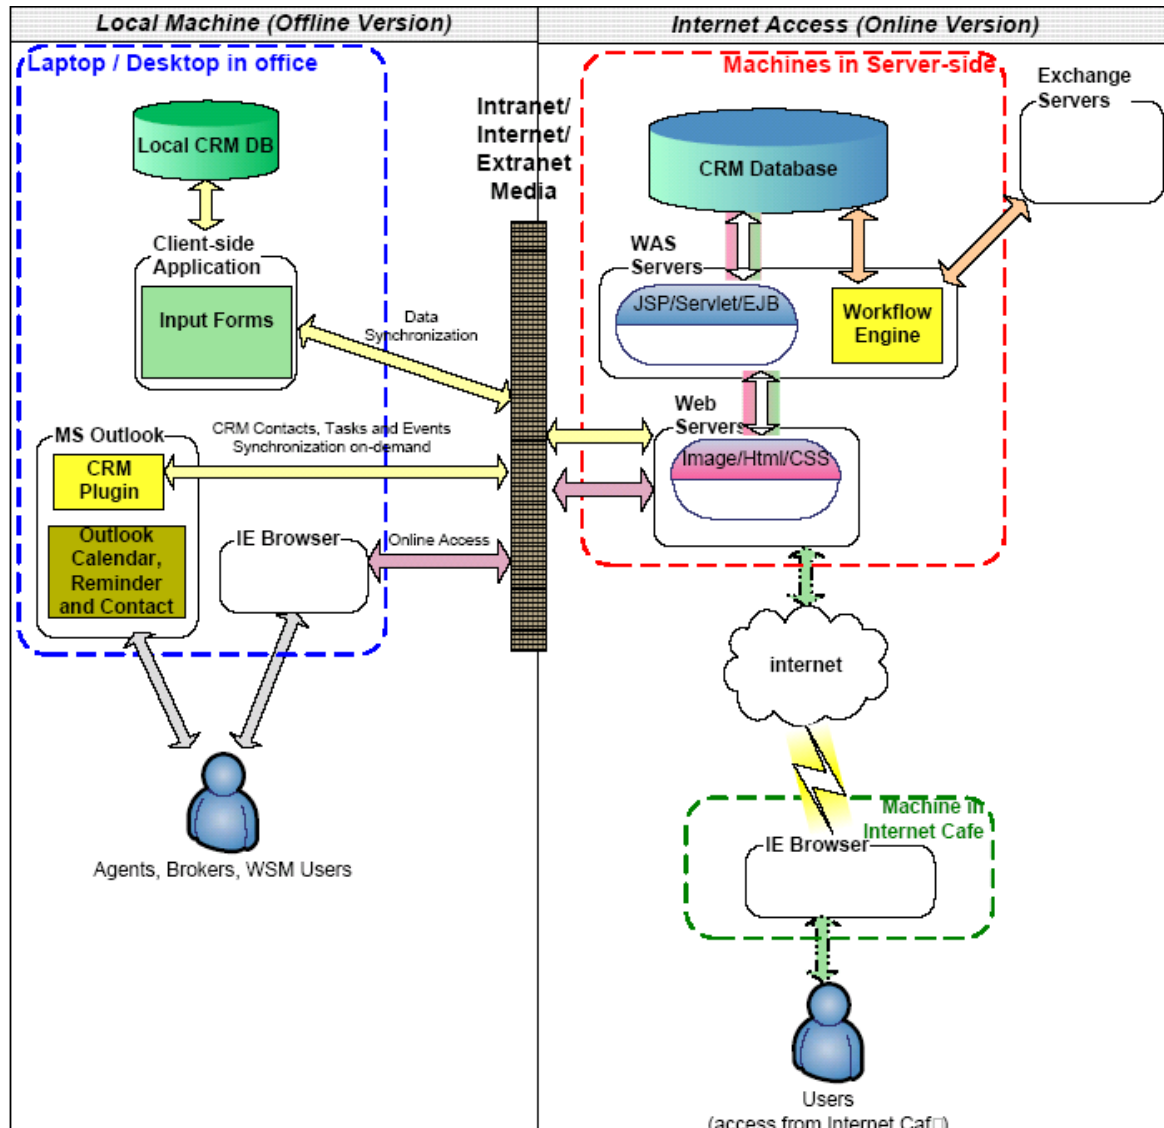 Local Machine (Offline Version)
Internet Access (Online Version)
Laptop / Desktop in office
Local CRM DB
Client-side
Application
Input Forms
Data
Synchronization
MS Outlook
CRM
Plugin
CRM Contacts, Tasks and Events
Synchronization on-demand
Outlook
Calendar,
Reminder
and Contact
IE Browser
Online Access
Agents, Brokers, WSM Users
Intranet/
Internet/
Extranet
Media
Machines in Server-side
Exchange
Servers
CRM Database
WAS
Servers
JSP/Servlet/EJB
Workflow
Engine
Web
Servers
Image/Html/CSS
internet
Machine in
Internet Cafe
IE Browser
Users
(access from Internet Caf□)